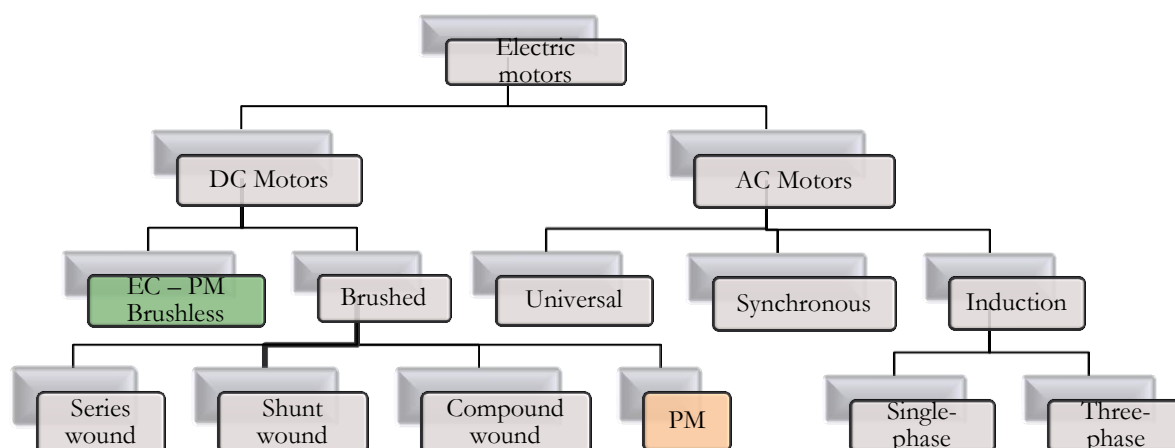 Electric
motors
DC Motors
AC Motors
EC – PM
Brushless
Brushed
Universal
Synchronous
Induction
Series
wound
Shunt
wound
Compound
wound
PM
Single-
phase
Three-
phase